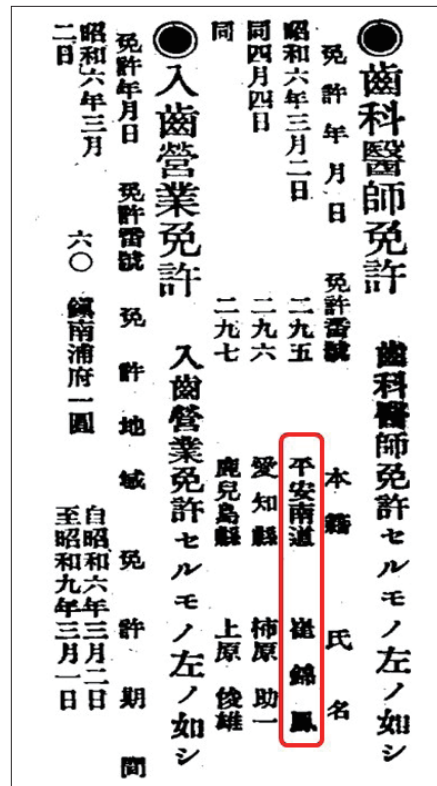 ◉齒科醫師免許 齒科醫師免許セルモノ左ノ如シ
免許年月日 免許番號 本籍 氏名
昭和六年三月二日 二九五 平安南道 崔錦鳳
同四月四日 二九六 愛知縣 柿原助一
同 二九七 鹿兒島縣 上原俊雄
◉入齒營業免許 入齒營業免許セルモノ左ノ如シ
免許年月日 免許番號 免許地域 免許期間
昭和六年三月二日 六〇 鎭南浦府一圓 自昭和六年三月二日
至昭和九年三月一日